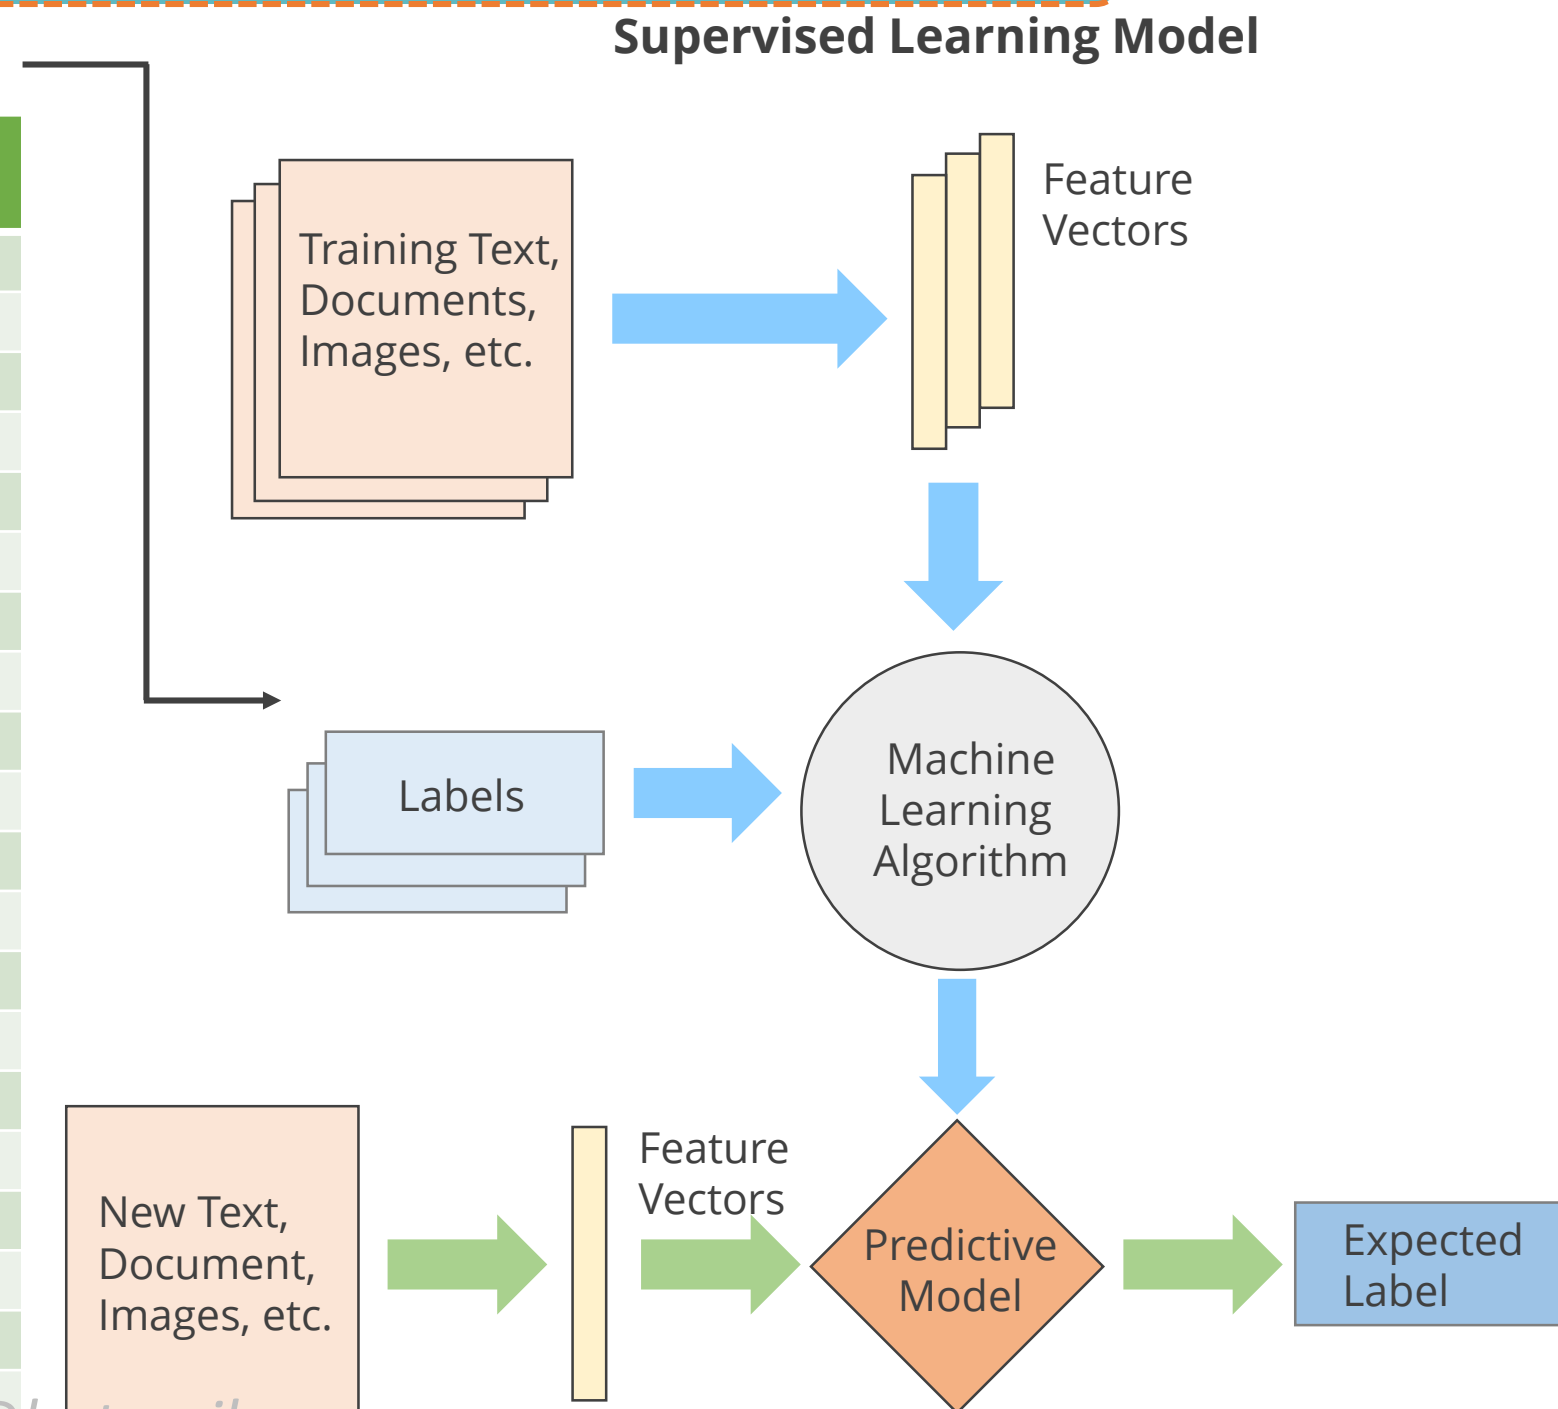 Supervised Learning Model
Feature
Vectors
Training Text,
Documents,
Images, etc.
Machine
Learning
Algorithm
Labels
Feature
Vectors
New Text,
Document,
Images, etc.
Predictive
Model
Expected
Label